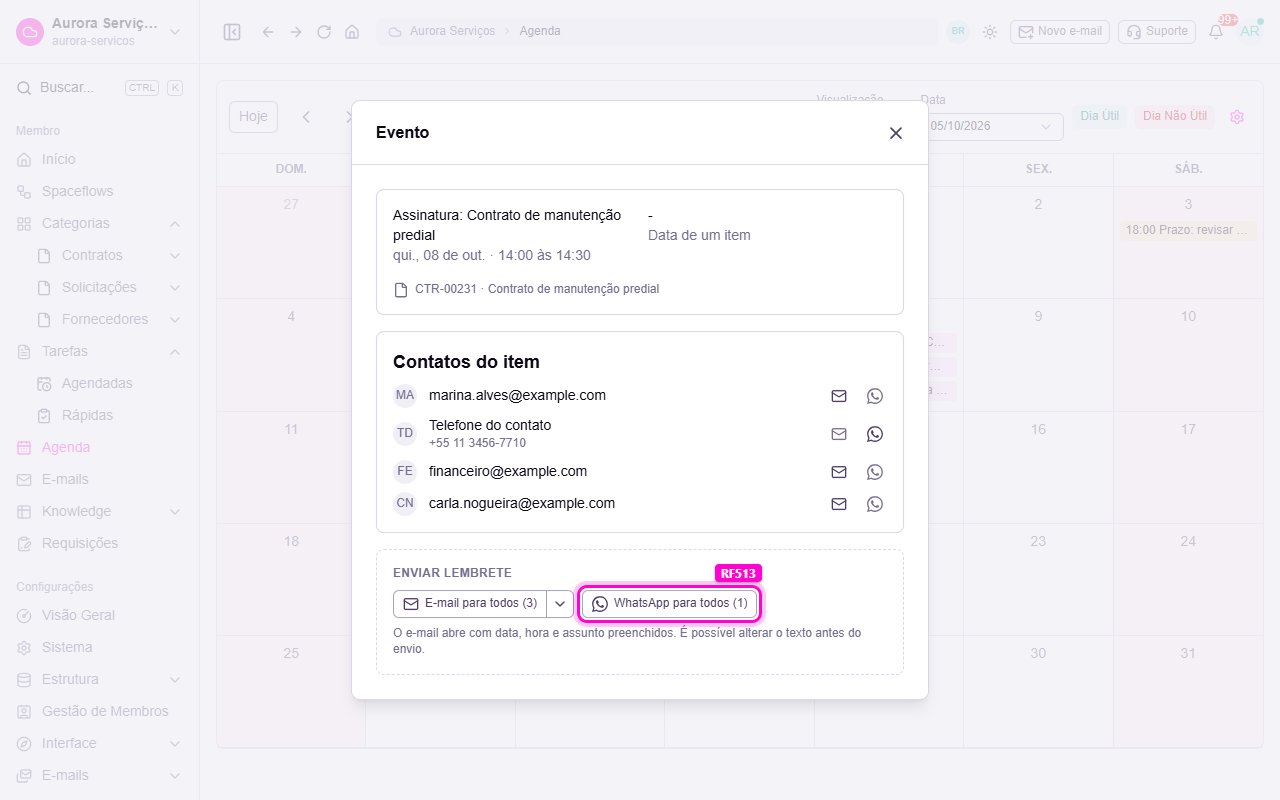 Aurora Serviç...
aurora-servicos
Aurora Serviços
Agenda
BR
Novo e-mail
Suporte
99+
AR
Buscar...
CTRL
K
Membro
Início
Spaceflows
Categorias
Contratos
Solicitações
Fornecedores
Tarefas
Agendadas
Rápidas
Agenda
E-mails
Knowledge
Requisições
Configurações
Visão Geral
Sistema
Estrutura
Gestão de Membros
Interface
E-mails
Hoje
Visualização
Data
05/10/2026
Dia Útil
Dia Não Útil
DOM.
SEX.
SÁB.
27
2
3
18:00 Prazo: revisar ...
4
9
10
11
16
17
18
23
24
25
30
31
Evento
Assinatura: Contrato de manutenção
predial
qui., 08 de out. · 14:00 às 14:30
-
Data de um item
CTR-00231 · Contrato de manutenção predial
Contatos do item
MA
marina.alves@example.com
TD
Telefone do contato
+55 11 3456-7710
FE
financeiro@example.com
CN
carla.nogueira@example.com
ENVIAR LEMBRETE
RF513
E-mail para todos (3)
WhatsApp para todos (1)
O e-mail abre com data, hora e assunto preenchidos. É possível alterar o texto antes do
envio.